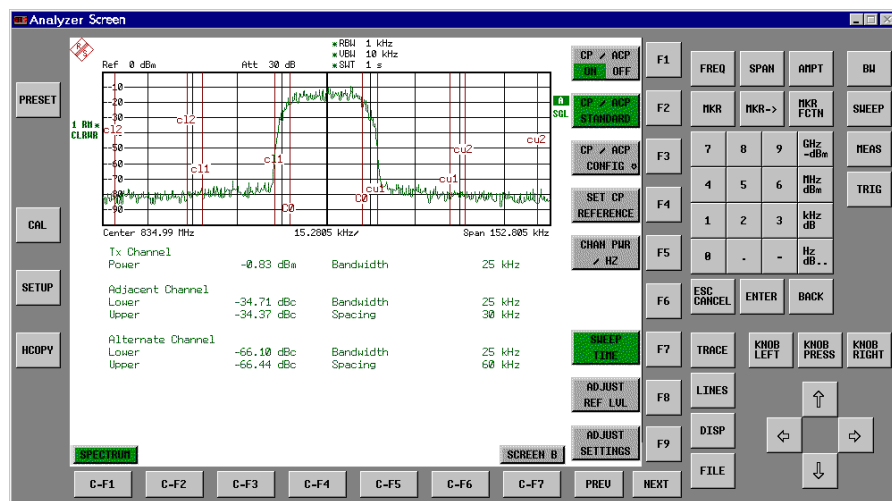 Analyzer Screen
R S
*RBW 1 kHz
*VBW 10 kHz
Ref 0 dBm Att 30 dB *SWT 1 s
-10
-20
-30
-40
-50
-60
-70
-80
-90
1 RM *
CLRWR
A
SGL
cl2
cl2
cl1
cl1
C0
C0
cu1
cu1
cu2
cu2
Center 834.99 MHz 15.2805 kHz/ Span 152.805 kHz
Tx Channel
Power -0.83 dBm Bandwidth 25 kHz
Adjacent Channel
Lower -34.71 dBc Bandwidth 25 kHz
Upper -34.37 dBc Spacing 30 kHz
Alternate Channel
Lower -66.10 dBc Bandwidth 25 kHz
Upper -66.44 dBc Spacing 60 kHz
SPECTRUM
SCREEN B
PRESET
CAL
SETUP
HCOPY
CP / ACP
ON OFF
CP / ACP
STANDARD
CP / ACP
CONFIG
SET CP
REFERENCE
CHAN PWR
/ HZ
SWEEP
TIME
ADJUST
REF LVL
ADJUST
SETTINGS
F1
F2
F3
F4
F5
F6
F7
F8
F9
C-F1 C-F2 C-F3 C-F4 C-F5 C-F6 C-F7 PREV NEXT
FREQ SPAN AMPT BW
MKR MKR-> MKR FCTN SWEEP
7 8 9 GHz -dBm MEAS
4 5 6 MHz dBm TRIG
1 2 3 kHz dB
0 . - Hz dB..
ESC CANCEL ENTER BACK
TRACE KNOB LEFT KNOB PRESS KNOB RIGHT
LINES
DISP
FILE